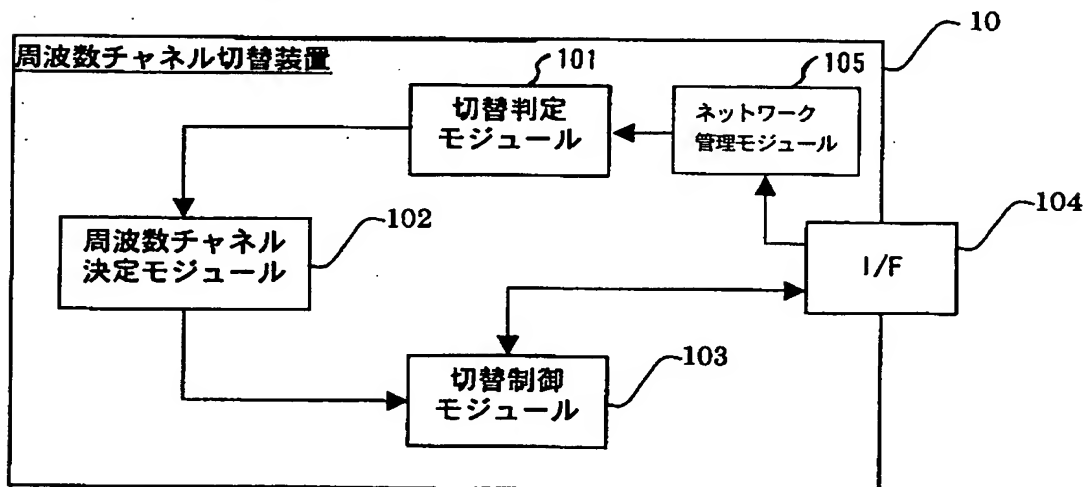 10
周波数チャネル切替装置
101
切替判定
モジュール
105
ネットワーク
管理モジュール
102
周波数チャネル
決定モジュール
104
I/F
103
切替制御
モジュール